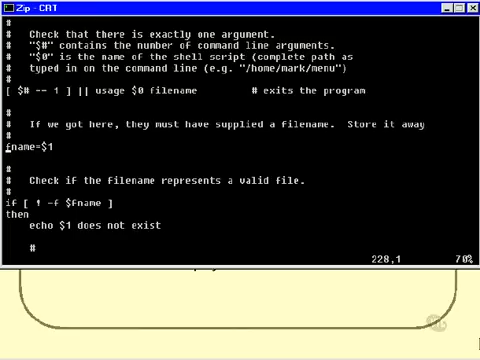 Zip - CAT
#
# Check that there is exactly one argument.
# "$#" contains the number of command line arguments.
# "$0" is the name of the shell script (complete path as
# typed in on the command line (e.g. "/home/mark/menu")
#
[ $# -- 1 ] || usage $0 filename # exits the program
#
# If we got here, they must have supplied a filename. Store it away
#
fname=$1
#
# Check if the filename represents a valid file.
#
if [ ! -f $fname ]
then
echo $1 does not exist
#
228,1 70%